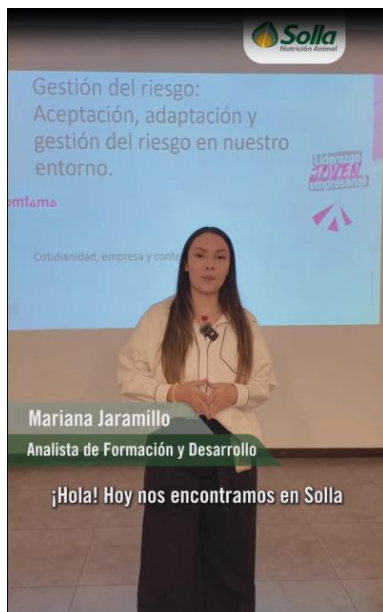 Solla
Nutrición Animal
Gestión del riesgo:
Aceptación, adaptación y
gestión del riesgo en nuestro
entorno.
Liderazgo
JOVEN
empresarial
omfama
Cotidianidad, empresa y conte
Mariana Jaramillo
Analista de Formación y Desarrollo
¡Hola! Hoy nos encontramos en Solla